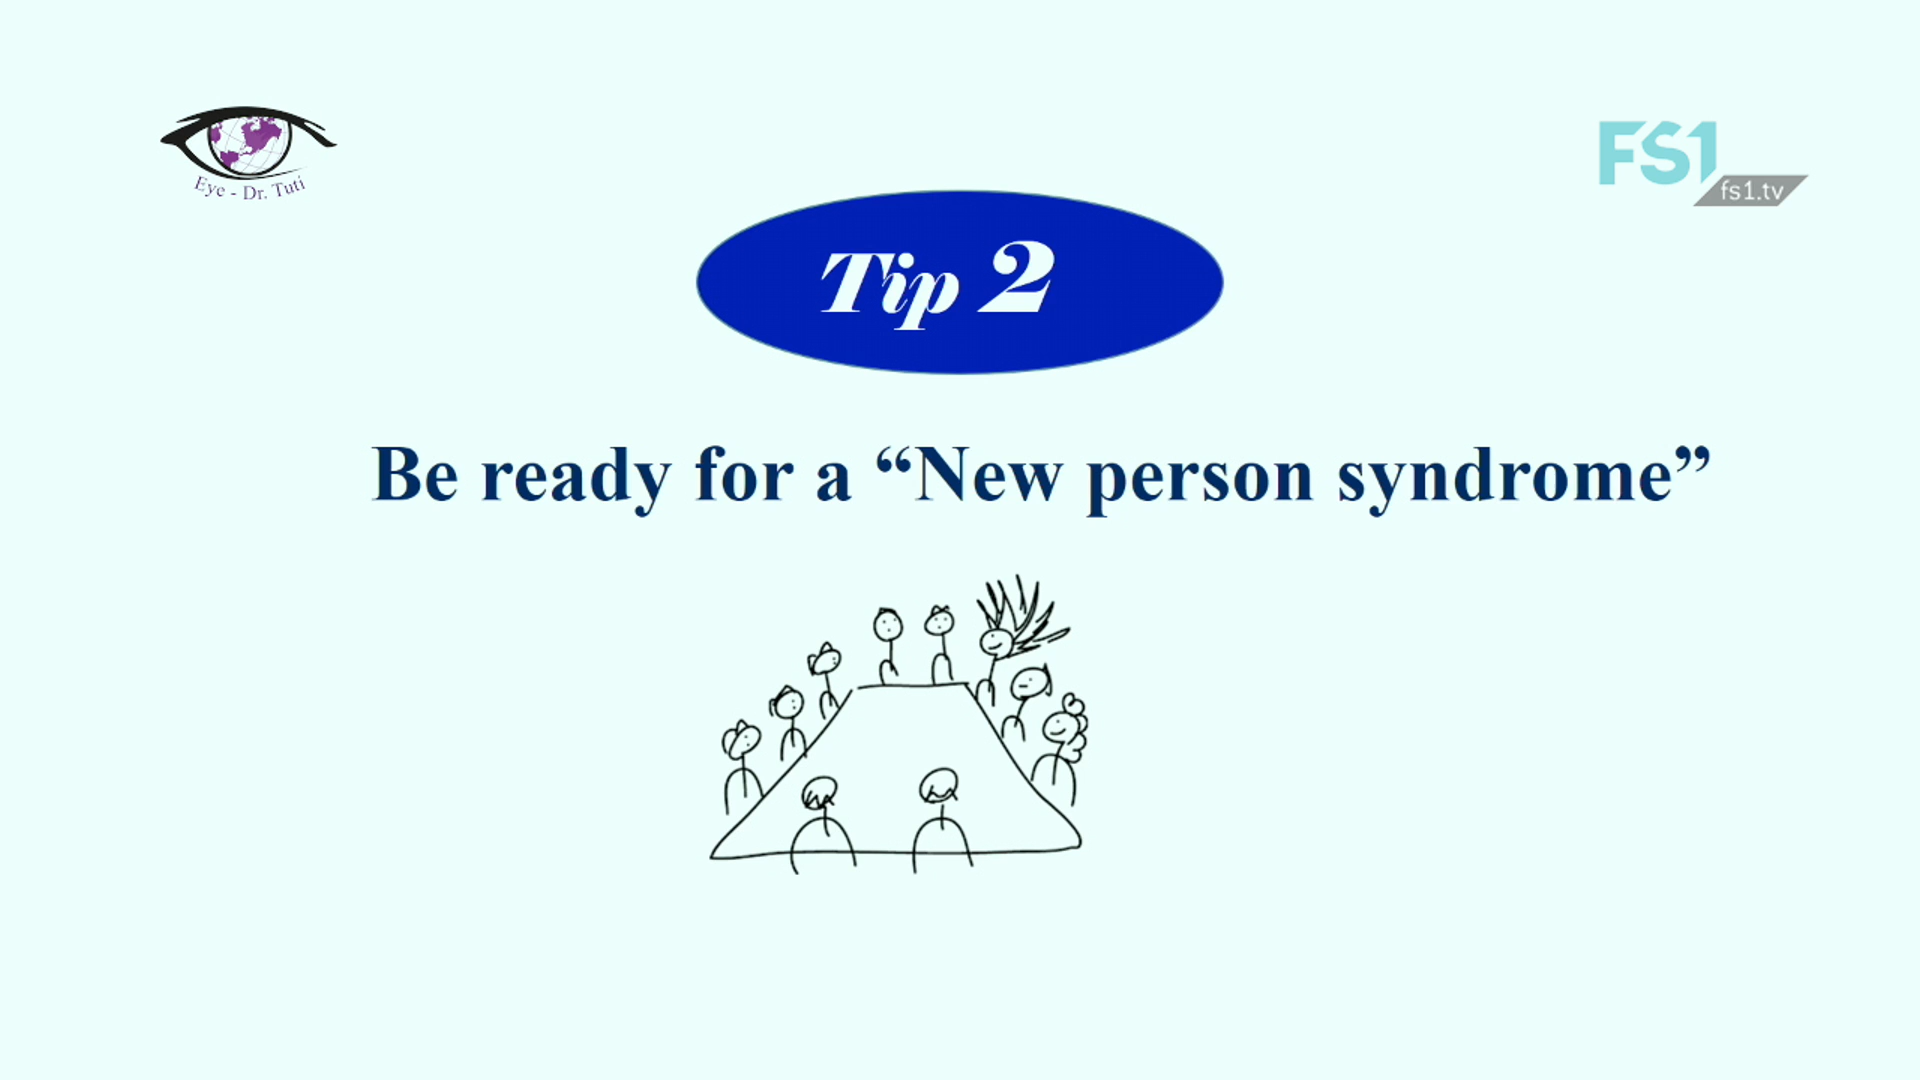 Eye - Dr. Tuti
FS1
fs1.tv
Tip 2
Be ready for a “New person syndrome”